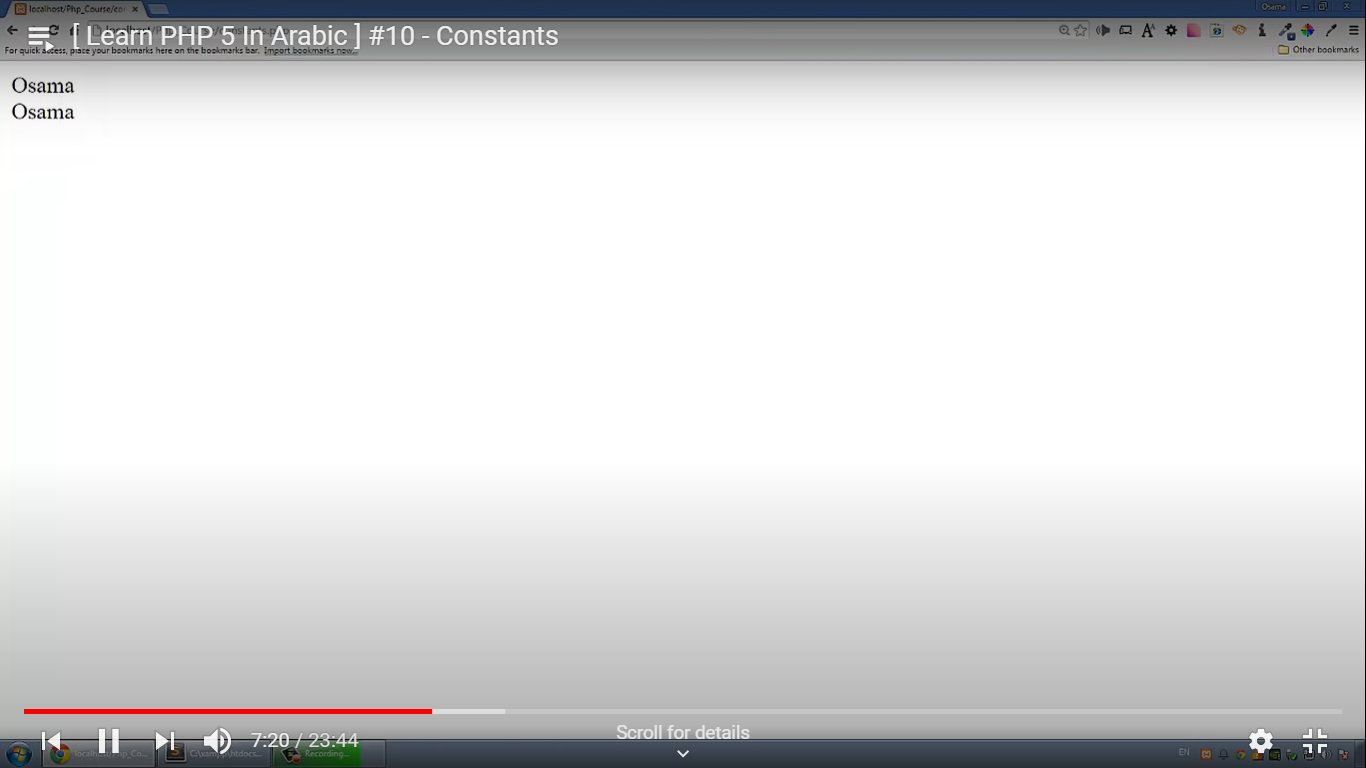 localhost/Php_Course/co
Osama
[ Learn PHP 5 In Arabic ] #10 - Constants
For quick access, place your bookmarks here on the bookmarks bar. Import bookmarks now...
Other bookmarks
Osama
Osama
Scroll for details
7:20 / 23:44
localhost/Php_Co...
C:\xampp\htdocs...
Recording...
EN